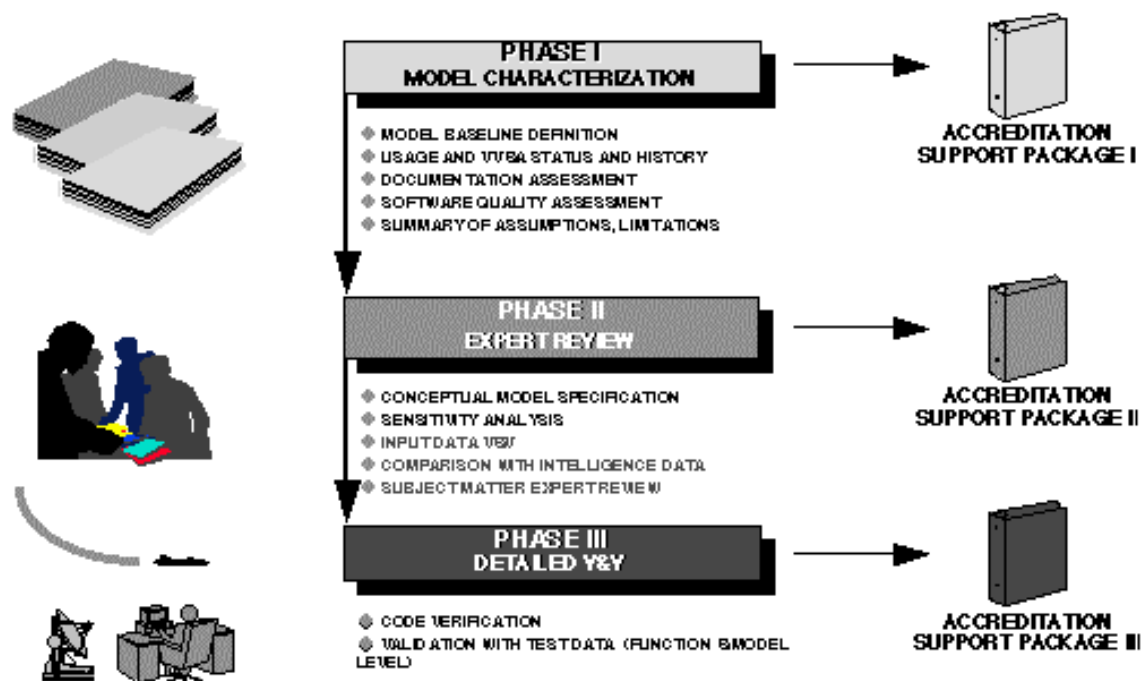 PHASE I
MODEL CHARACTERIZATION
MODEL BASELINE DEFINITION
USAGE AND VV&A STATUS AND HISTORY
DOCUMENTATION ASSESSMENT
SOFTWARE QUALITY ASSESSMENT
SUMMARY OF ASSUMPTIONS, LIMITATIONS
ACCREDITATION
SUPPORT PACKAGE I
PHASE II
EXPERT REVIEW
CONCEPTUAL MODEL SPECIFICATION
SENSITIVITY ANALYSIS
INPUT DATA V&V
COMPARISON WITH INTELLIGENCE DATA
SUBJECT MATTER EXPERT REVIEW
ACCREDITATION
SUPPORT PACKAGE II
PHASE III
DETAILED V&V
CODE VERIFICATION
VALIDATION WITH TEST DATA (FUNCTION & MODEL
LEVEL)
ACCREDITATION
SUPPORT PACKAGE III